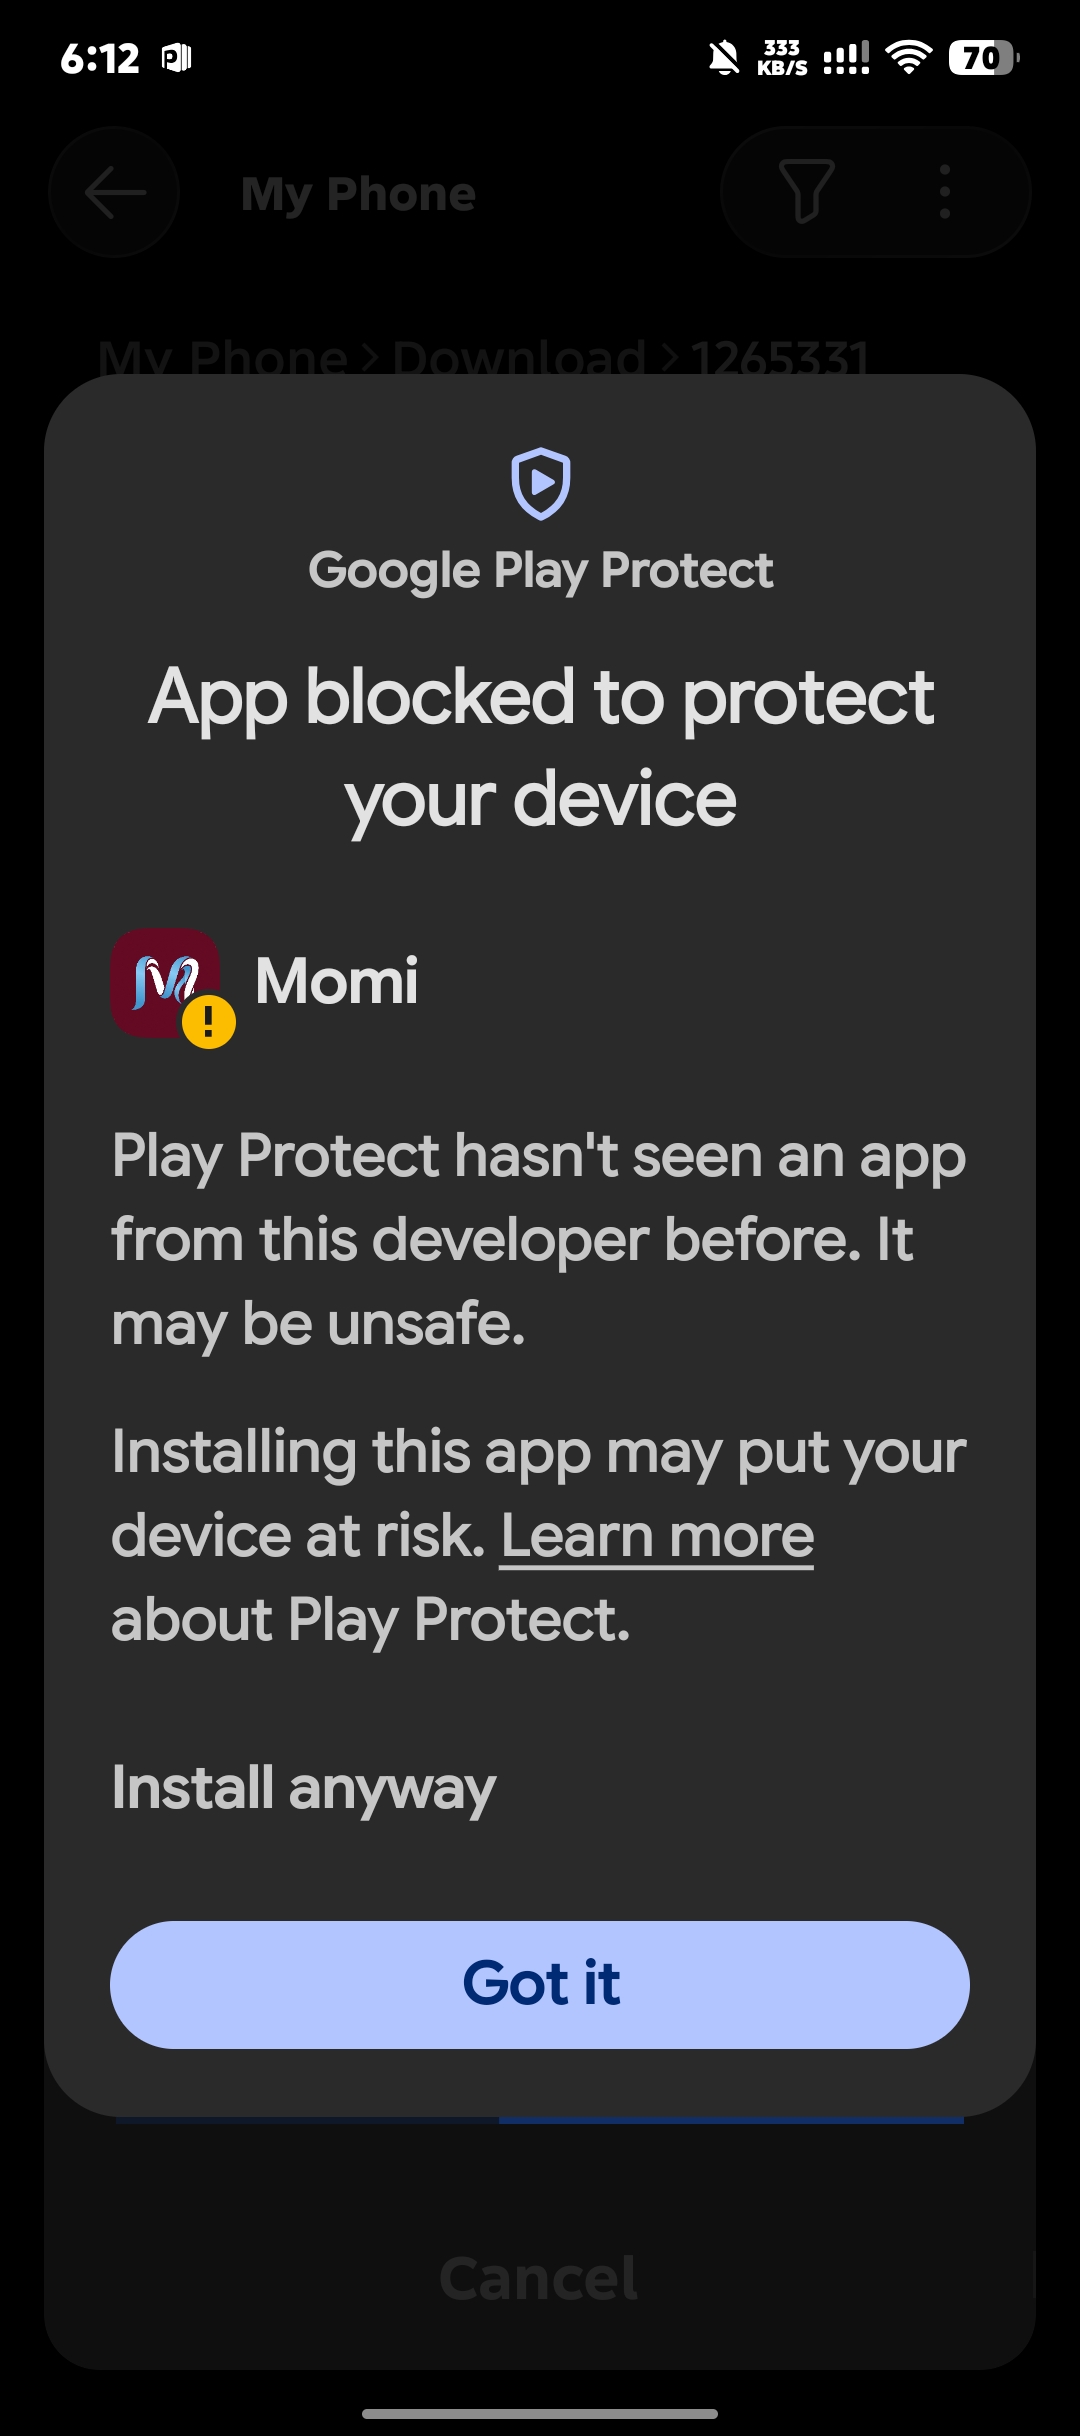 6:12
333
KB/S
70
My Phone
My Phone > Download > 1265331
Google Play Protect
App blocked to protect
your device
Momi
Play Protect hasn't seen an app
from this developer before. It
may be unsafe.
Installing this app may put your
device at risk. Learn more
about Play Protect.
Install anyway
Got it
Cancel